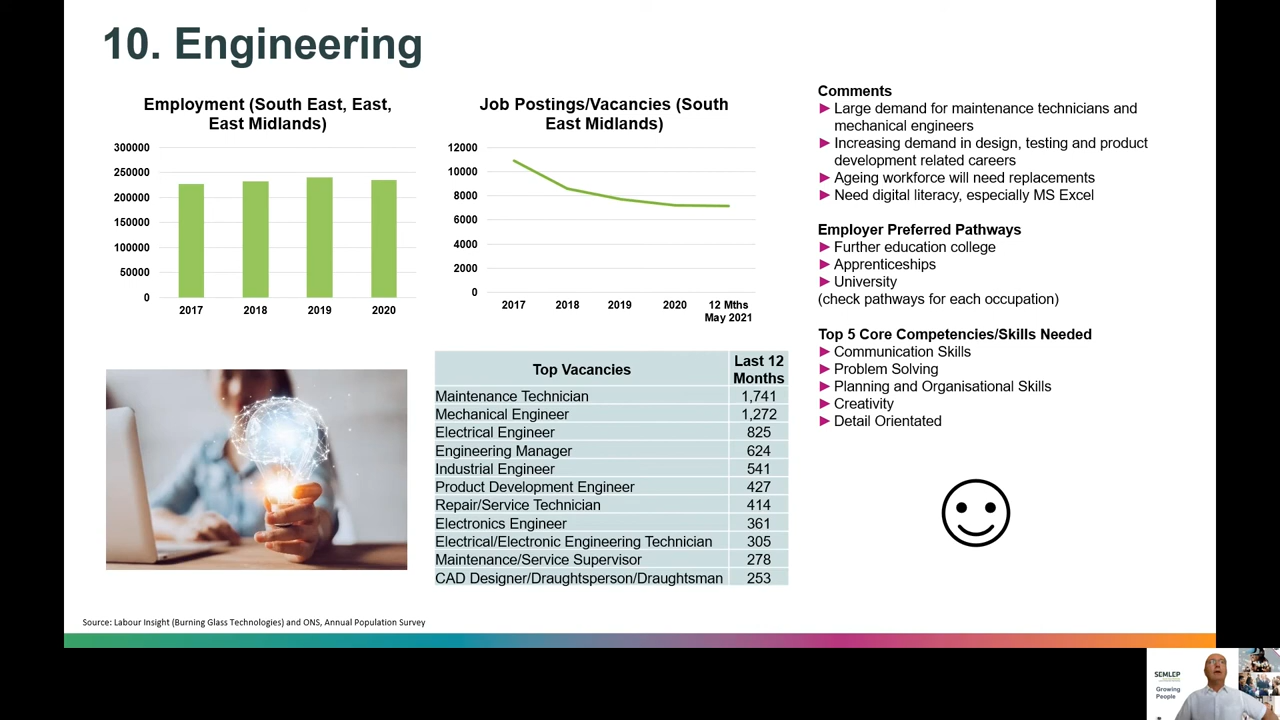 10. Engineering
Employment (South East, East,
East Midlands)
300000
250000
200000
150000
100000
50000
0
2017 2018 2019 2020
Job Postings/Vacancies (South
East Midlands)
12000
10000
8000
6000
4000
2000
0
2017 2018 2019 2020 12 Mths
May 2021
Top Vacancies Last 12
Months
Maintenance Technician 1,741
Mechanical Engineer 1,272
Electrical Engineer 825
Engineering Manager 624
Industrial Engineer 541
Product Development Engineer 427
Repair/Service Technician 414
Electronics Engineer 361
Electrical/Electronic Engineering Technician 305
Maintenance/Service Supervisor 278
CAD Designer/Draughtsperson/Draughtsman 253
Comments
Large demand for maintenance technicians and
mechanical engineers
Increasing demand in design, testing and product
development related careers
Ageing workforce will need replacements
Need digital literacy, especially MS Excel
Employer Preferred Pathways
Further education college
Apprenticeships
University
(check pathways for each occupation)
Top 5 Core Competencies/Skills Needed
Communication Skills
Problem Solving
Planning and Organisational Skills
Creativity
Detail Orientated
Source: Labour Insight (Burning Glass Technologies) and ONS, Annual Population Survey
SEMLEP
Growing
People